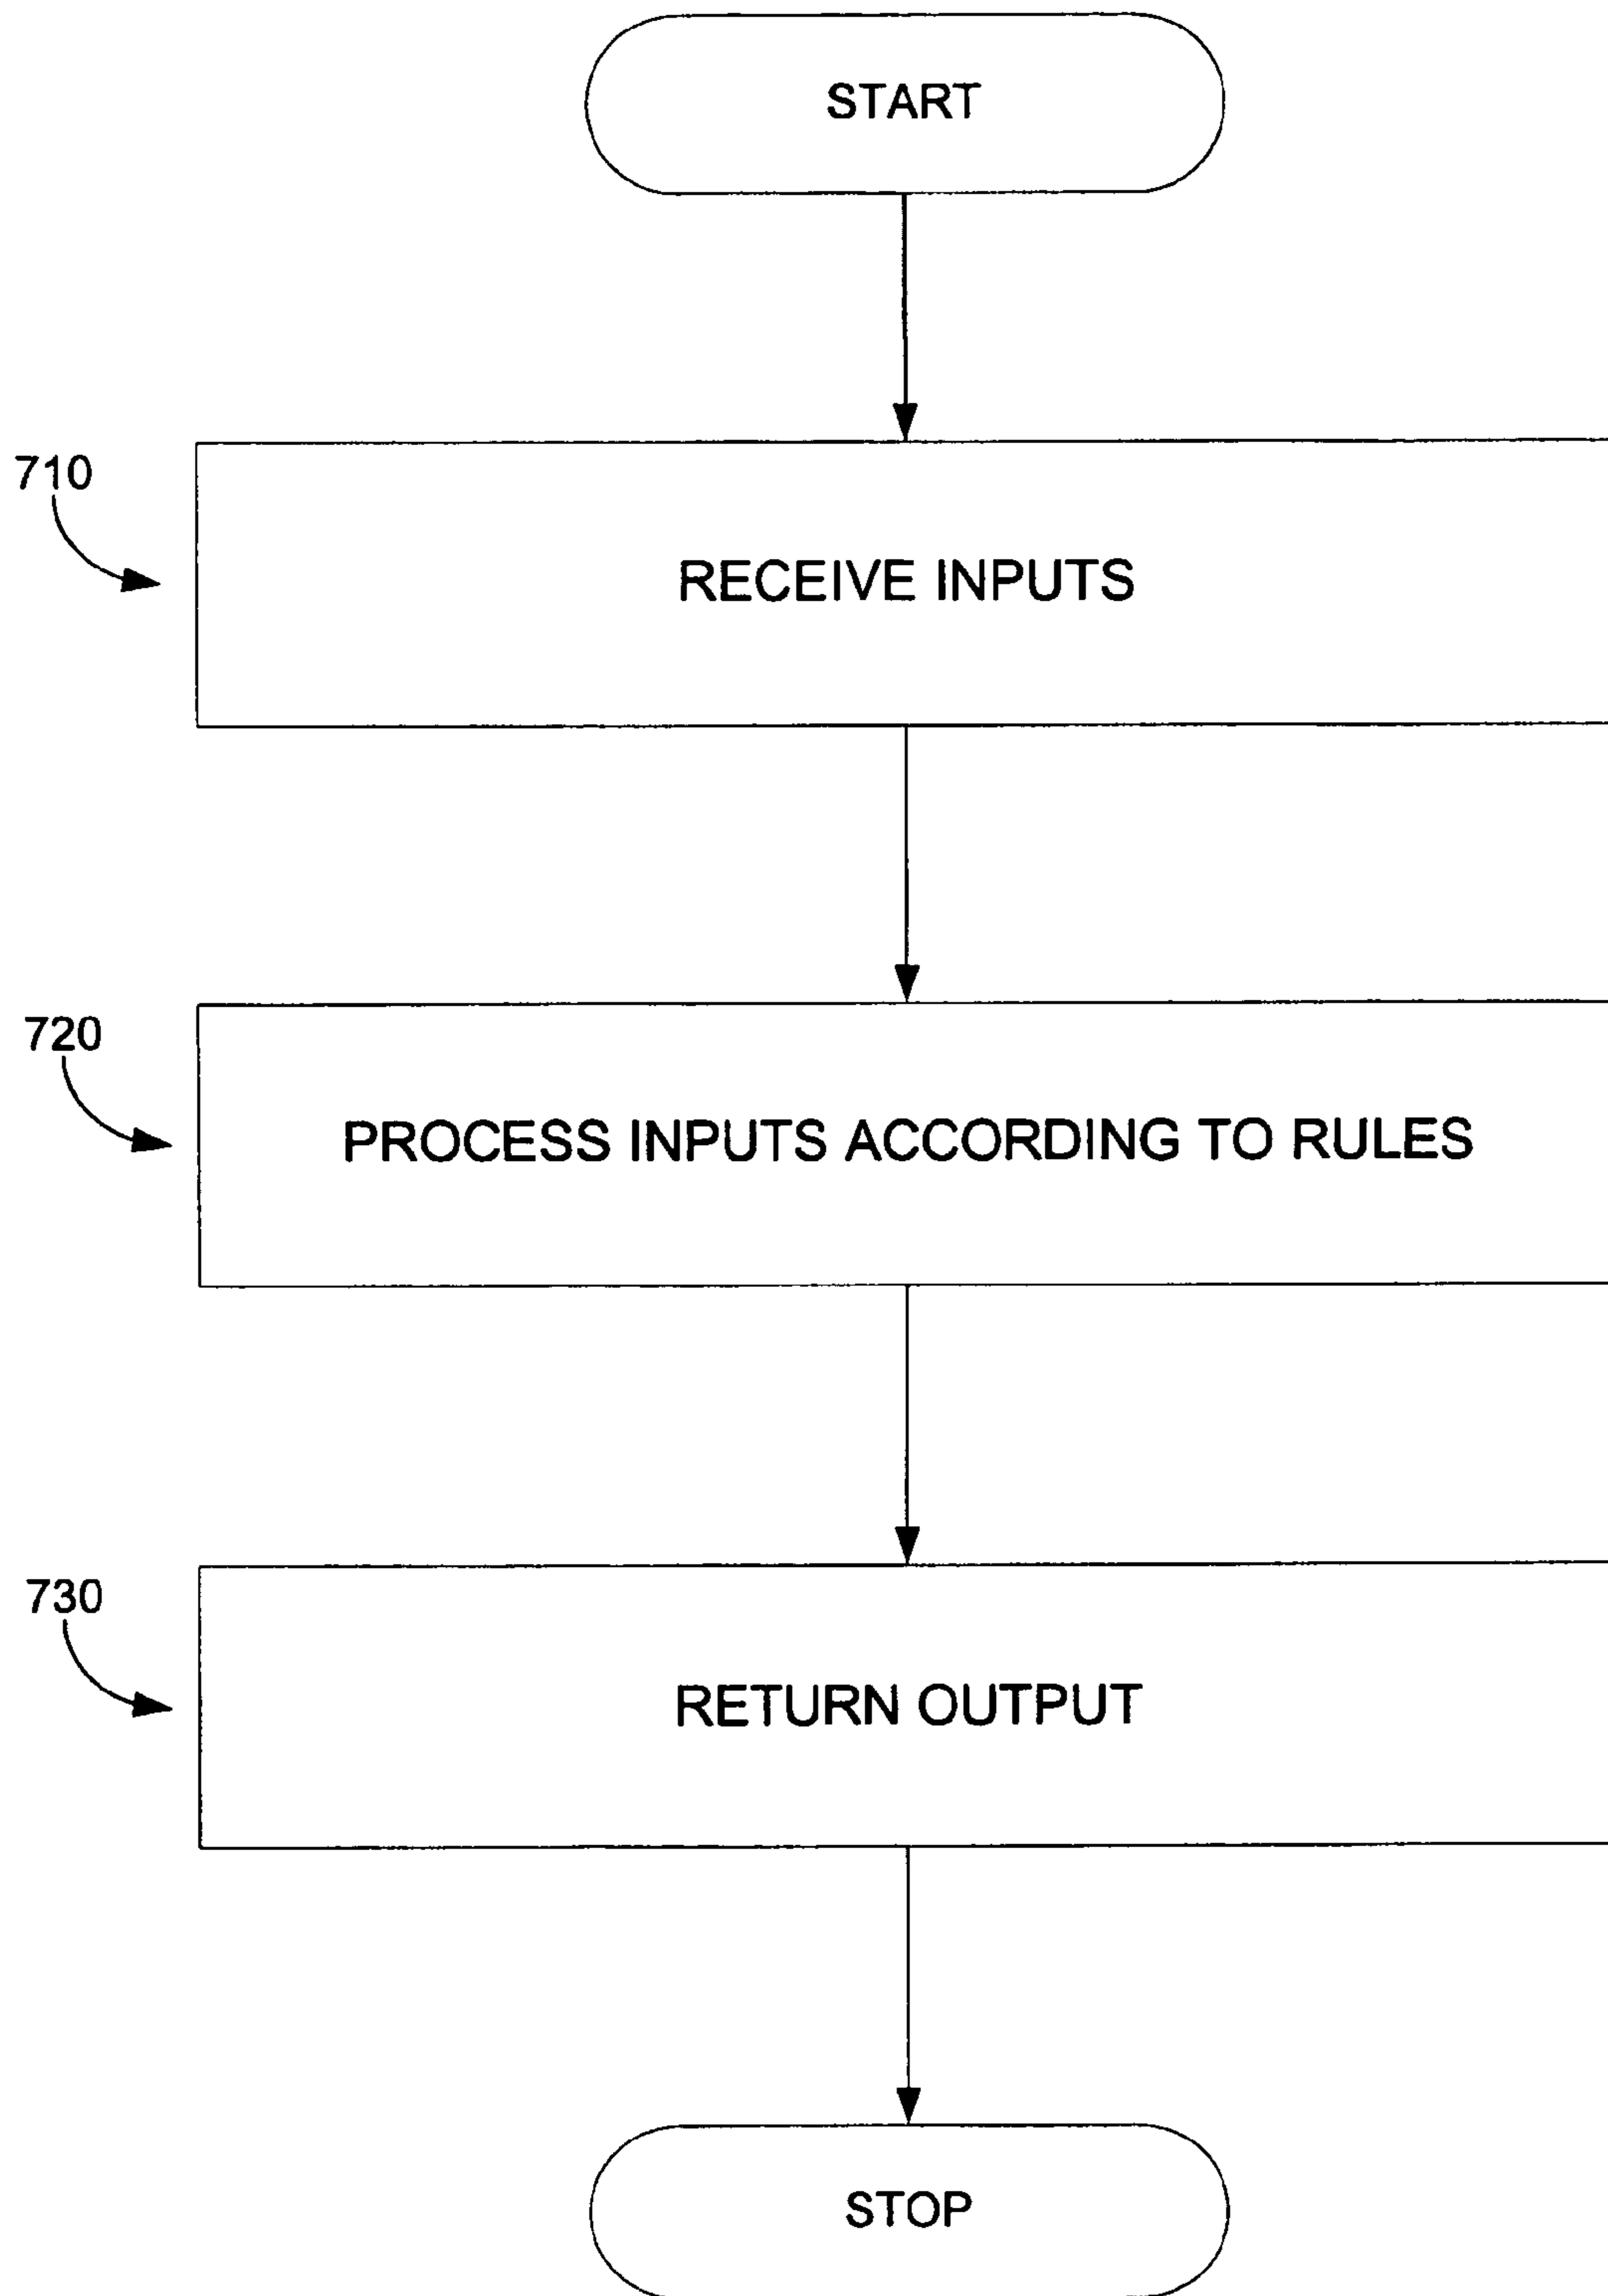 START
710
RECEIVE INPUTS
720
PROCESS INPUTS ACCORDING TO RULES
730
RETURN OUTPUT
STOP